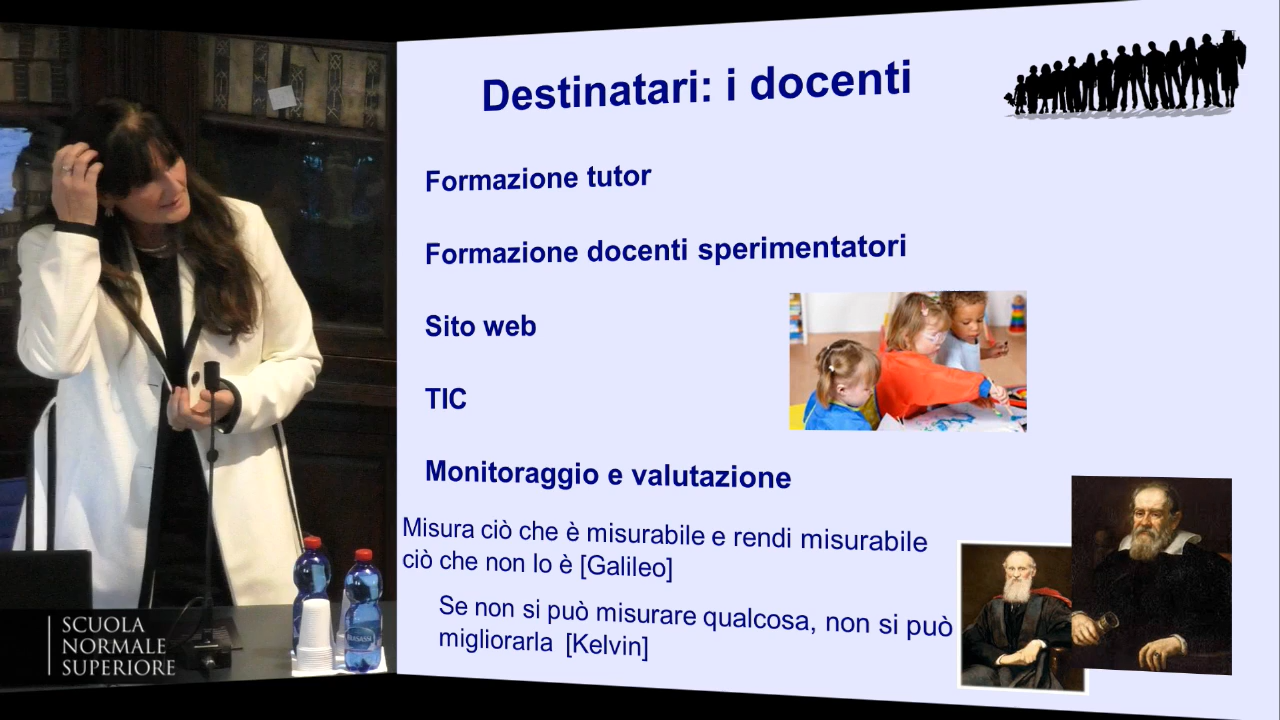 Destinatari: i docenti
Formazione tutor
Formazione docenti sperimentatori
Sito web
TIC
Monitoraggio e valutazione
Misura ciò che è misurabile e rendi misurabile
ciò che non lo è [Galileo]
Se non si può misurare qualcosa, non si può
migliorarla [Kelvin]
SCUOLA
NORMALE
SUPERIORE